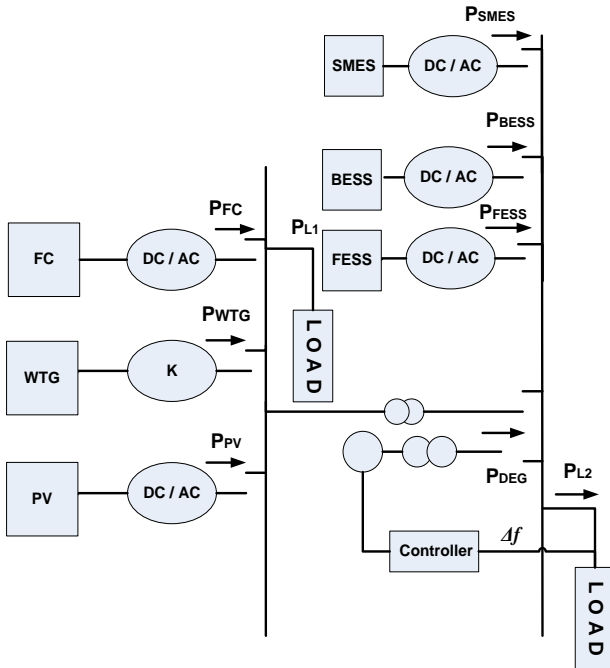 PSMES
SMES
DC / AC
PBESS
BESS
DC / AC
PFESS
FESS
DC / AC
PFC
PL1
FC
DC / AC
LOAD
PWTG
WTG
K
PPV
PV
DC / AC
PDEG
PL2
Controller
Δf
LOAD